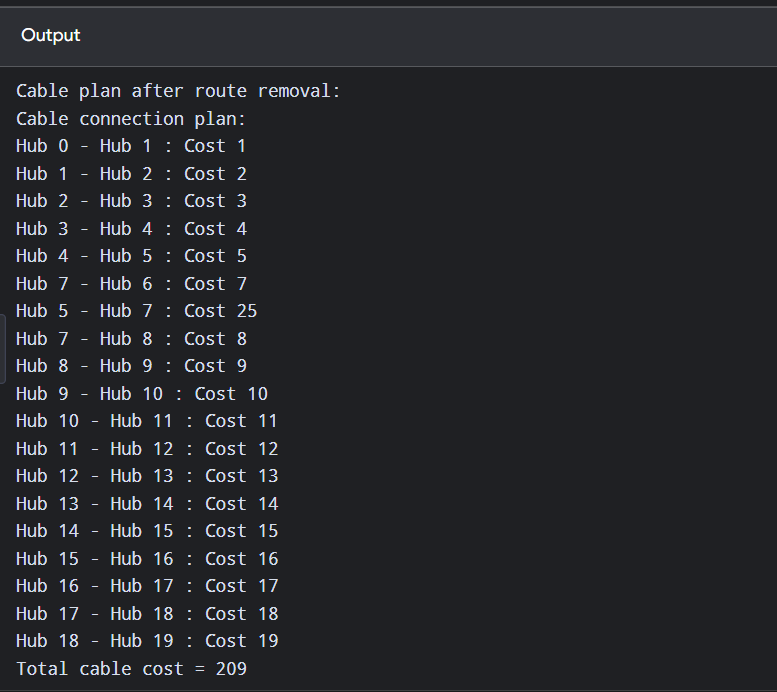 Output
Cable plan after route removal:
Cable connection plan:
Hub 0 - Hub 1 : Cost 1
Hub 1 - Hub 2 : Cost 2
Hub 2 - Hub 3 : Cost 3
Hub 3 - Hub 4 : Cost 4
Hub 4 - Hub 5 : Cost 5
Hub 7 - Hub 6 : Cost 7
Hub 5 - Hub 7 : Cost 25
Hub 7 - Hub 8 : Cost 8
Hub 8 - Hub 9 : Cost 9
Hub 9 - Hub 10 : Cost 10
Hub 10 - Hub 11 : Cost 11
Hub 11 - Hub 12 : Cost 12
Hub 12 - Hub 13 : Cost 13
Hub 13 - Hub 14 : Cost 14
Hub 14 - Hub 15 : Cost 15
Hub 15 - Hub 16 : Cost 16
Hub 16 - Hub 17 : Cost 17
Hub 17 - Hub 18 : Cost 18
Hub 18 - Hub 19 : Cost 19
Total cable cost = 209